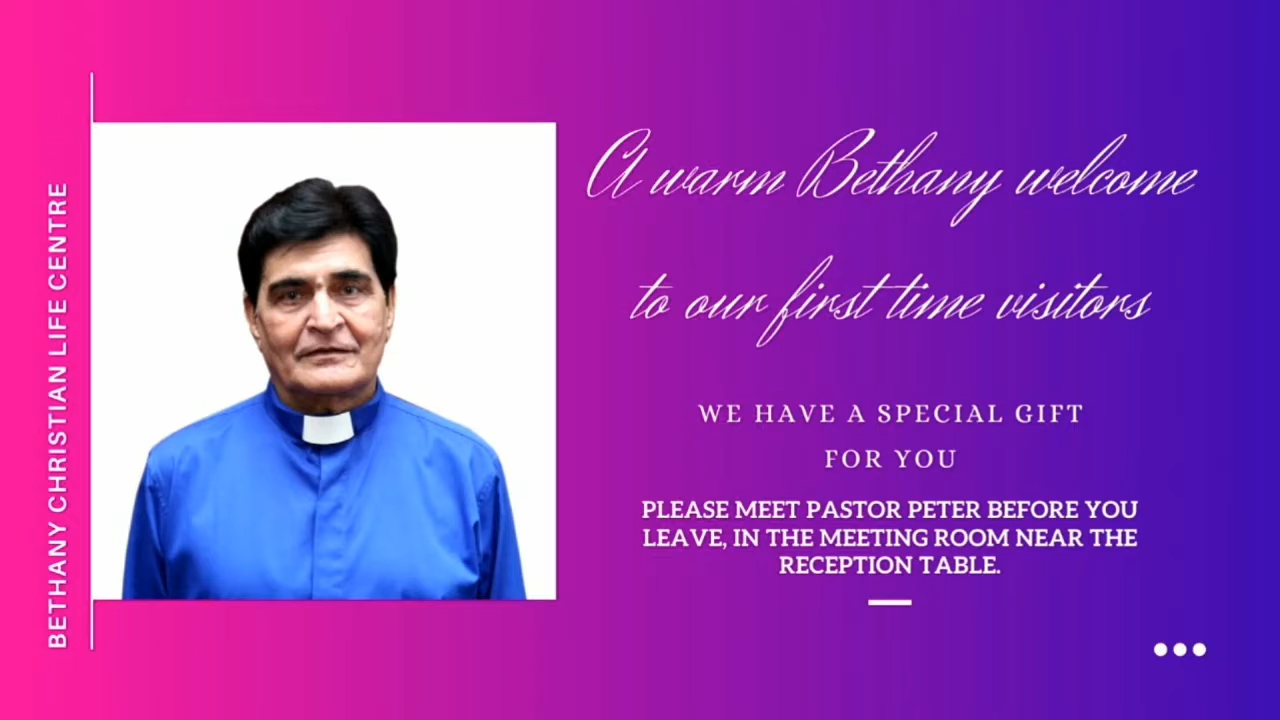 BETHANY CHRISTIAN LIFE CENTRE
A warm Bethany welcome
to our first time visitors
WE HAVE A SPECIAL GIFT
FOR YOU
PLEASE MEET PASTOR PETER BEFORE YOU
LEAVE, IN THE MEETING ROOM NEAR THE
RECEPTION TABLE.